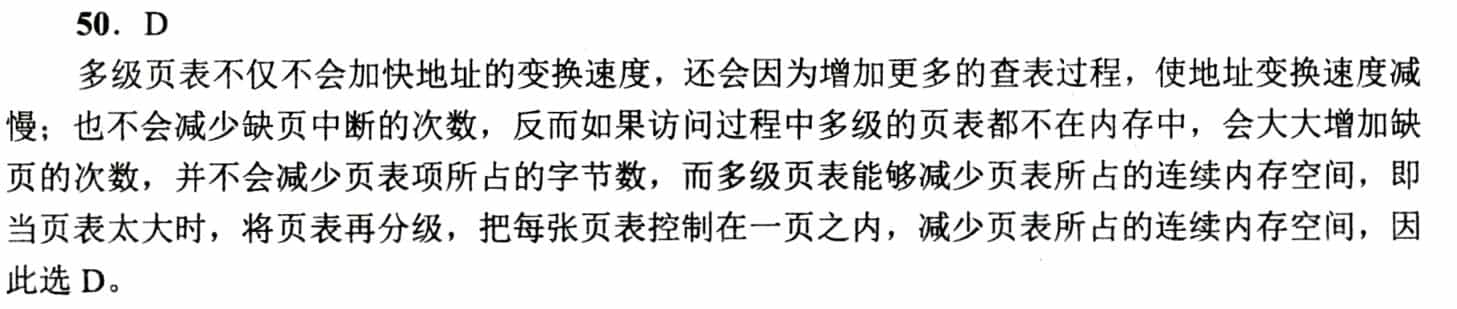 50．D
多级页表不仅不会加快地址的变换速度，还会因为增加更多的查表过程，使地址变换速度减
慢；也不会减少缺页中断的次数，反而如果访问过程中多级的页表都不在内存中，会大大增加缺
页的次数，并不会减少页表项所占的字节数，而多级页表能够减少页表所占的连续内存空间，即
当页表太大时，将页表再分级，把每张页表控制在一页之内，减少页表所占的连续内存空间，因
此选 D。